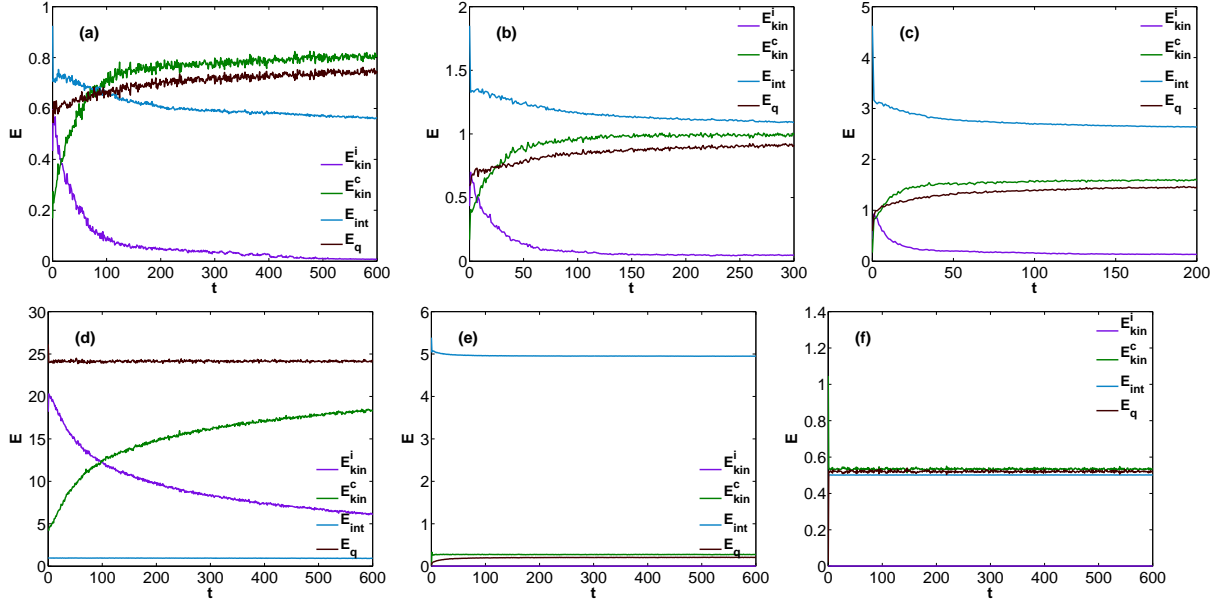 (a)
E
1
0.8
0.6
0.4
0.2
0
0 100 200 300 400 500 600
t
E^i_kin
E^c_kin
E_int
E_q
(b)
E
2
1.5
1
0.5
0
0 50 100 150 200 250 300
t
E^i_kin
E^c_kin
E_int
E_q
(c)
E
5
4
3
2
1
0
0 50 100 150 200
t
E^i_kin
E^c_kin
E_int
E_q
(d)
E
30
25
20
15
10
5
0
0 100 200 300 400 500 600
t
E^i_kin
E^c_kin
E_int
E_q
(e)
E
6
5
4
3
2
1
0
0 100 200 300 400 500 600
t
E^i_kin
E^c_kin
E_int
E_q
(f)
E
1.4
1.2
1
0.8
0.6
0.4
0.2
0
0 100 200 300 400 500 600
t
E^i_kin
E^c_kin
E_int
E_q